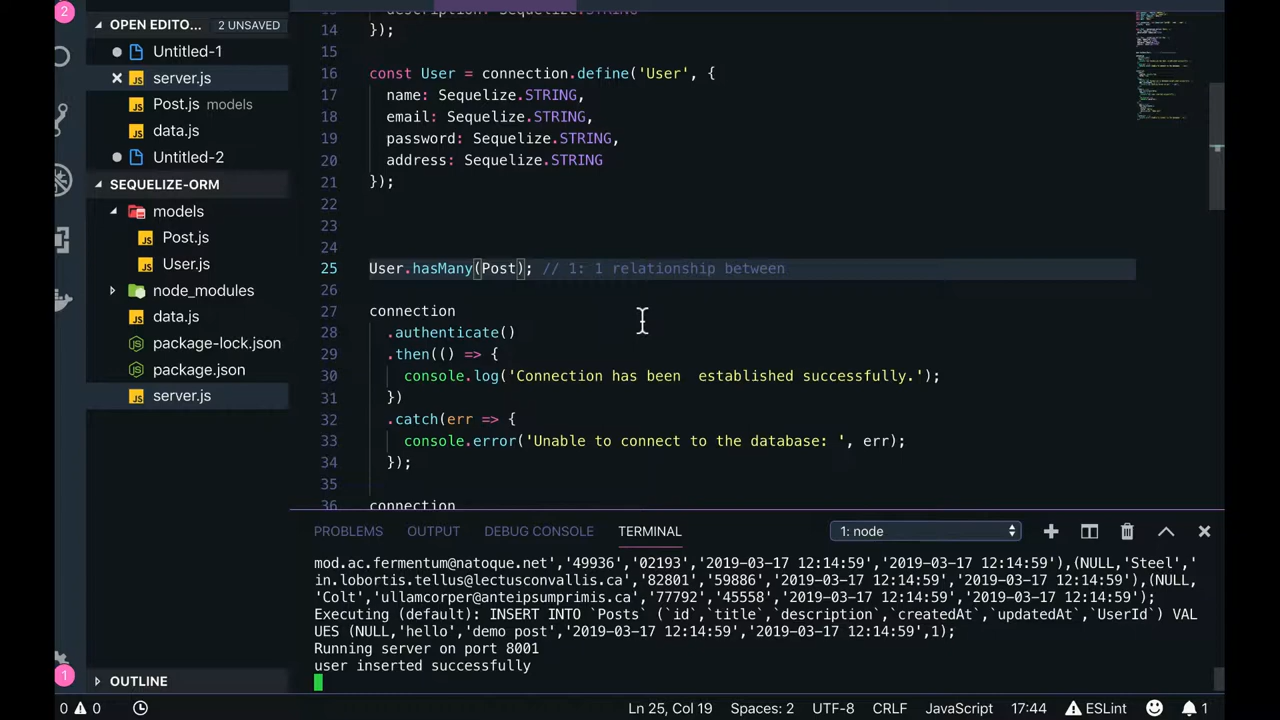 2
OPEN EDITO... 2 UNSAVED
Untitled-1
server.js
Post.js models
data.js
Untitled-2
SEQUELIZE-ORM
models
Post.js
User.js
node_modules
data.js
package-lock.json
package.json
server.js
OUTLINE
1
description: Sequelize.STRING
14 });
15
16 const User = connection.define('User', {
17 name: Sequelize.STRING,
18 email: Sequelize.STRING,
19 password: Sequelize.STRING,
20 address: Sequelize.STRING
21 });
22
23
24
25 User.hasMany(Post); // 1: 1 relationship between
26
27 connection
28 .authenticate()
29 .then(() => {
30 console.log('Connection has been  established successfully.');
31 })
32 .catch(err => {
33 console.error('Unable to connect to the database: ', err);
34 });
35
36 connection
PROBLEMS OUTPUT DEBUG CONSOLE TERMINAL 1: node
mod.ac.fermentum@natoque.net','49936','02193','2019-03-17 12:14:59','2019-03-17 12:14:59'),(NULL,'Steel','
in.lobortis.tellus@lectusconvallis.ca','82801','59886','2019-03-17 12:14:59','2019-03-17 12:14:59'),(NULL,
'Colt','ullamcorper@anteipsumprimis.ca','77792','45558','2019-03-17 12:14:59','2019-03-17 12:14:59');
Executing (default): INSERT INTO `Posts` (`id`,`title`,`description`,`createdAt`,`updatedAt`,`UserId`) VAL
UES (NULL,'hello','demo post','2019-03-17 12:14:59','2019-03-17 12:14:59',1);
Running server on port 8001
user inserted successfully
0 0 Ln 25, Col 19 Spaces: 2 UTF-8 CRLF JavaScript 17:44 ESLint 1